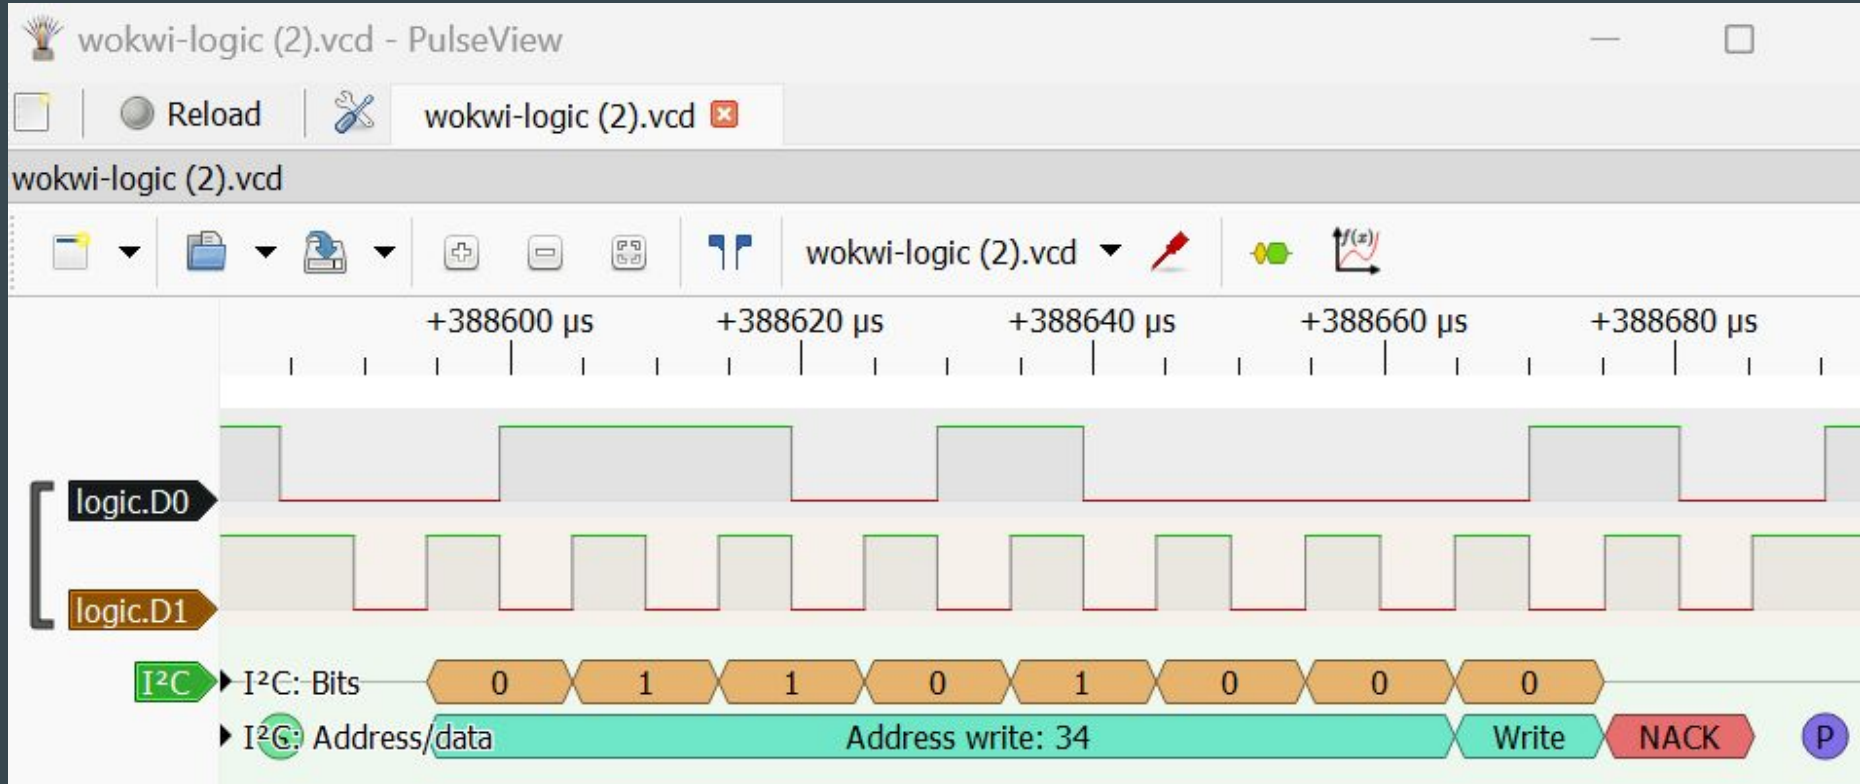 wokwi-logic (2).vcd - PulseView
Reload
wokwi-logic (2).vcd
wokwi-logic (2).vcd
wokwi-logic (2).vcd
f(x)
+388600 µs +388620 µs +388640 µs +388660 µs +388680 µs
logic.D0
logic.D1
I²C I²C: Bits 0 1 1 0 1 0 0 0
I²C: Address/data Address write: 34 Write NACK P